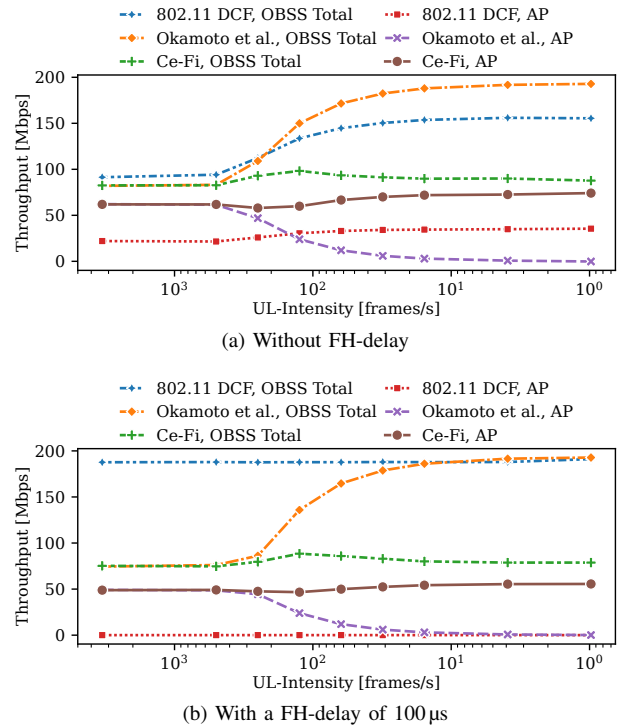 802.11 DCF, OBSS Total 802.11 DCF, AP
Okamoto et al., OBSS Total Okamoto et al., AP
Ce-Fi, OBSS Total Ce-Fi, AP
Throughput [Mbps]
200
150
100
50
0
10³ 10² 10¹ 10⁰
UL-Intensity [frames/s]
(a) Without FH-delay
802.11 DCF, OBSS Total 802.11 DCF, AP
Okamoto et al., OBSS Total Okamoto et al., AP
Ce-Fi, OBSS Total Ce-Fi, AP
Throughput [Mbps]
200
150
100
50
0
10³ 10² 10¹ 10⁰
UL-Intensity [frames/s]
(b) With a FH-delay of 100 µs